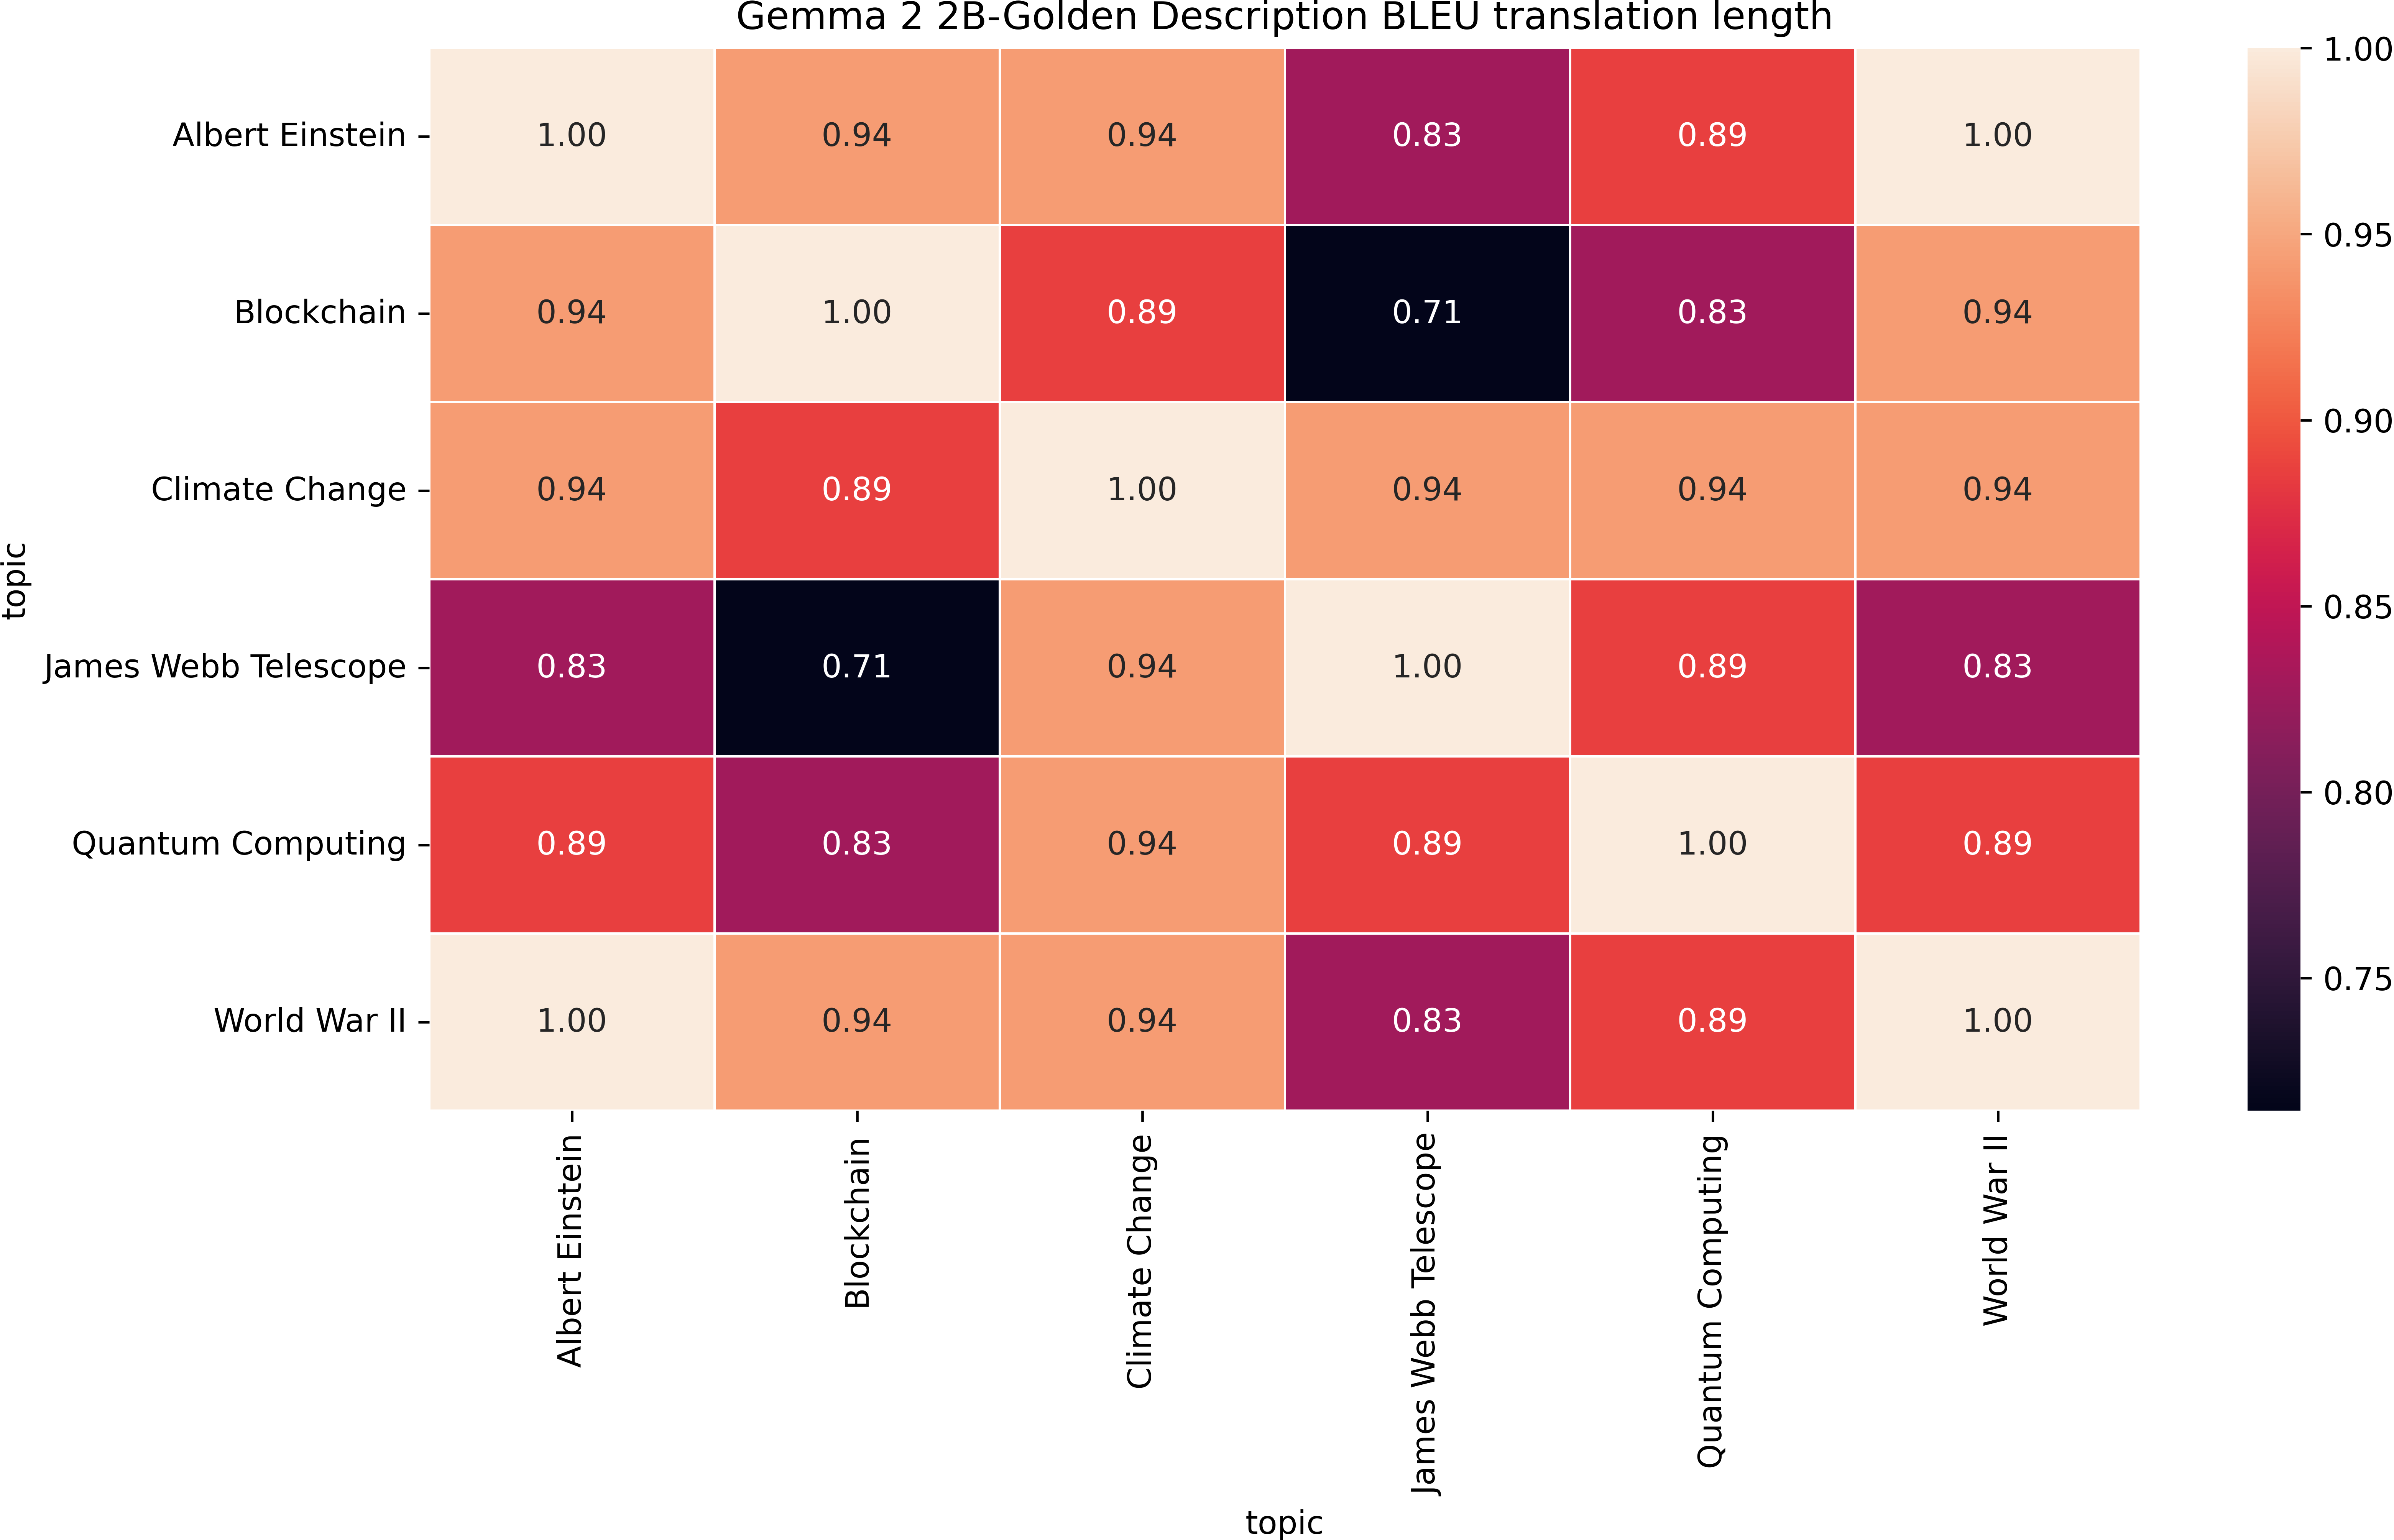 Gemma 2 2B-Golden Description BLEU translation length
topic
Albert Einstein 1.00 0.94 0.94 0.83 0.89 1.00
Blockchain 0.94 1.00 0.89 0.71 0.83 0.94
Climate Change 0.94 0.89 1.00 0.94 0.94 0.94
James Webb Telescope 0.83 0.71 0.94 1.00 0.89 0.83
Quantum Computing 0.89 0.83 0.94 0.89 1.00 0.89
World War II 1.00 0.94 0.94 0.83 0.89 1.00
Albert Einstein
Blockchain
Climate Change
James Webb Telescope
Quantum Computing
World War II
topic
1.00
0.95
0.90
0.85
0.80
0.75